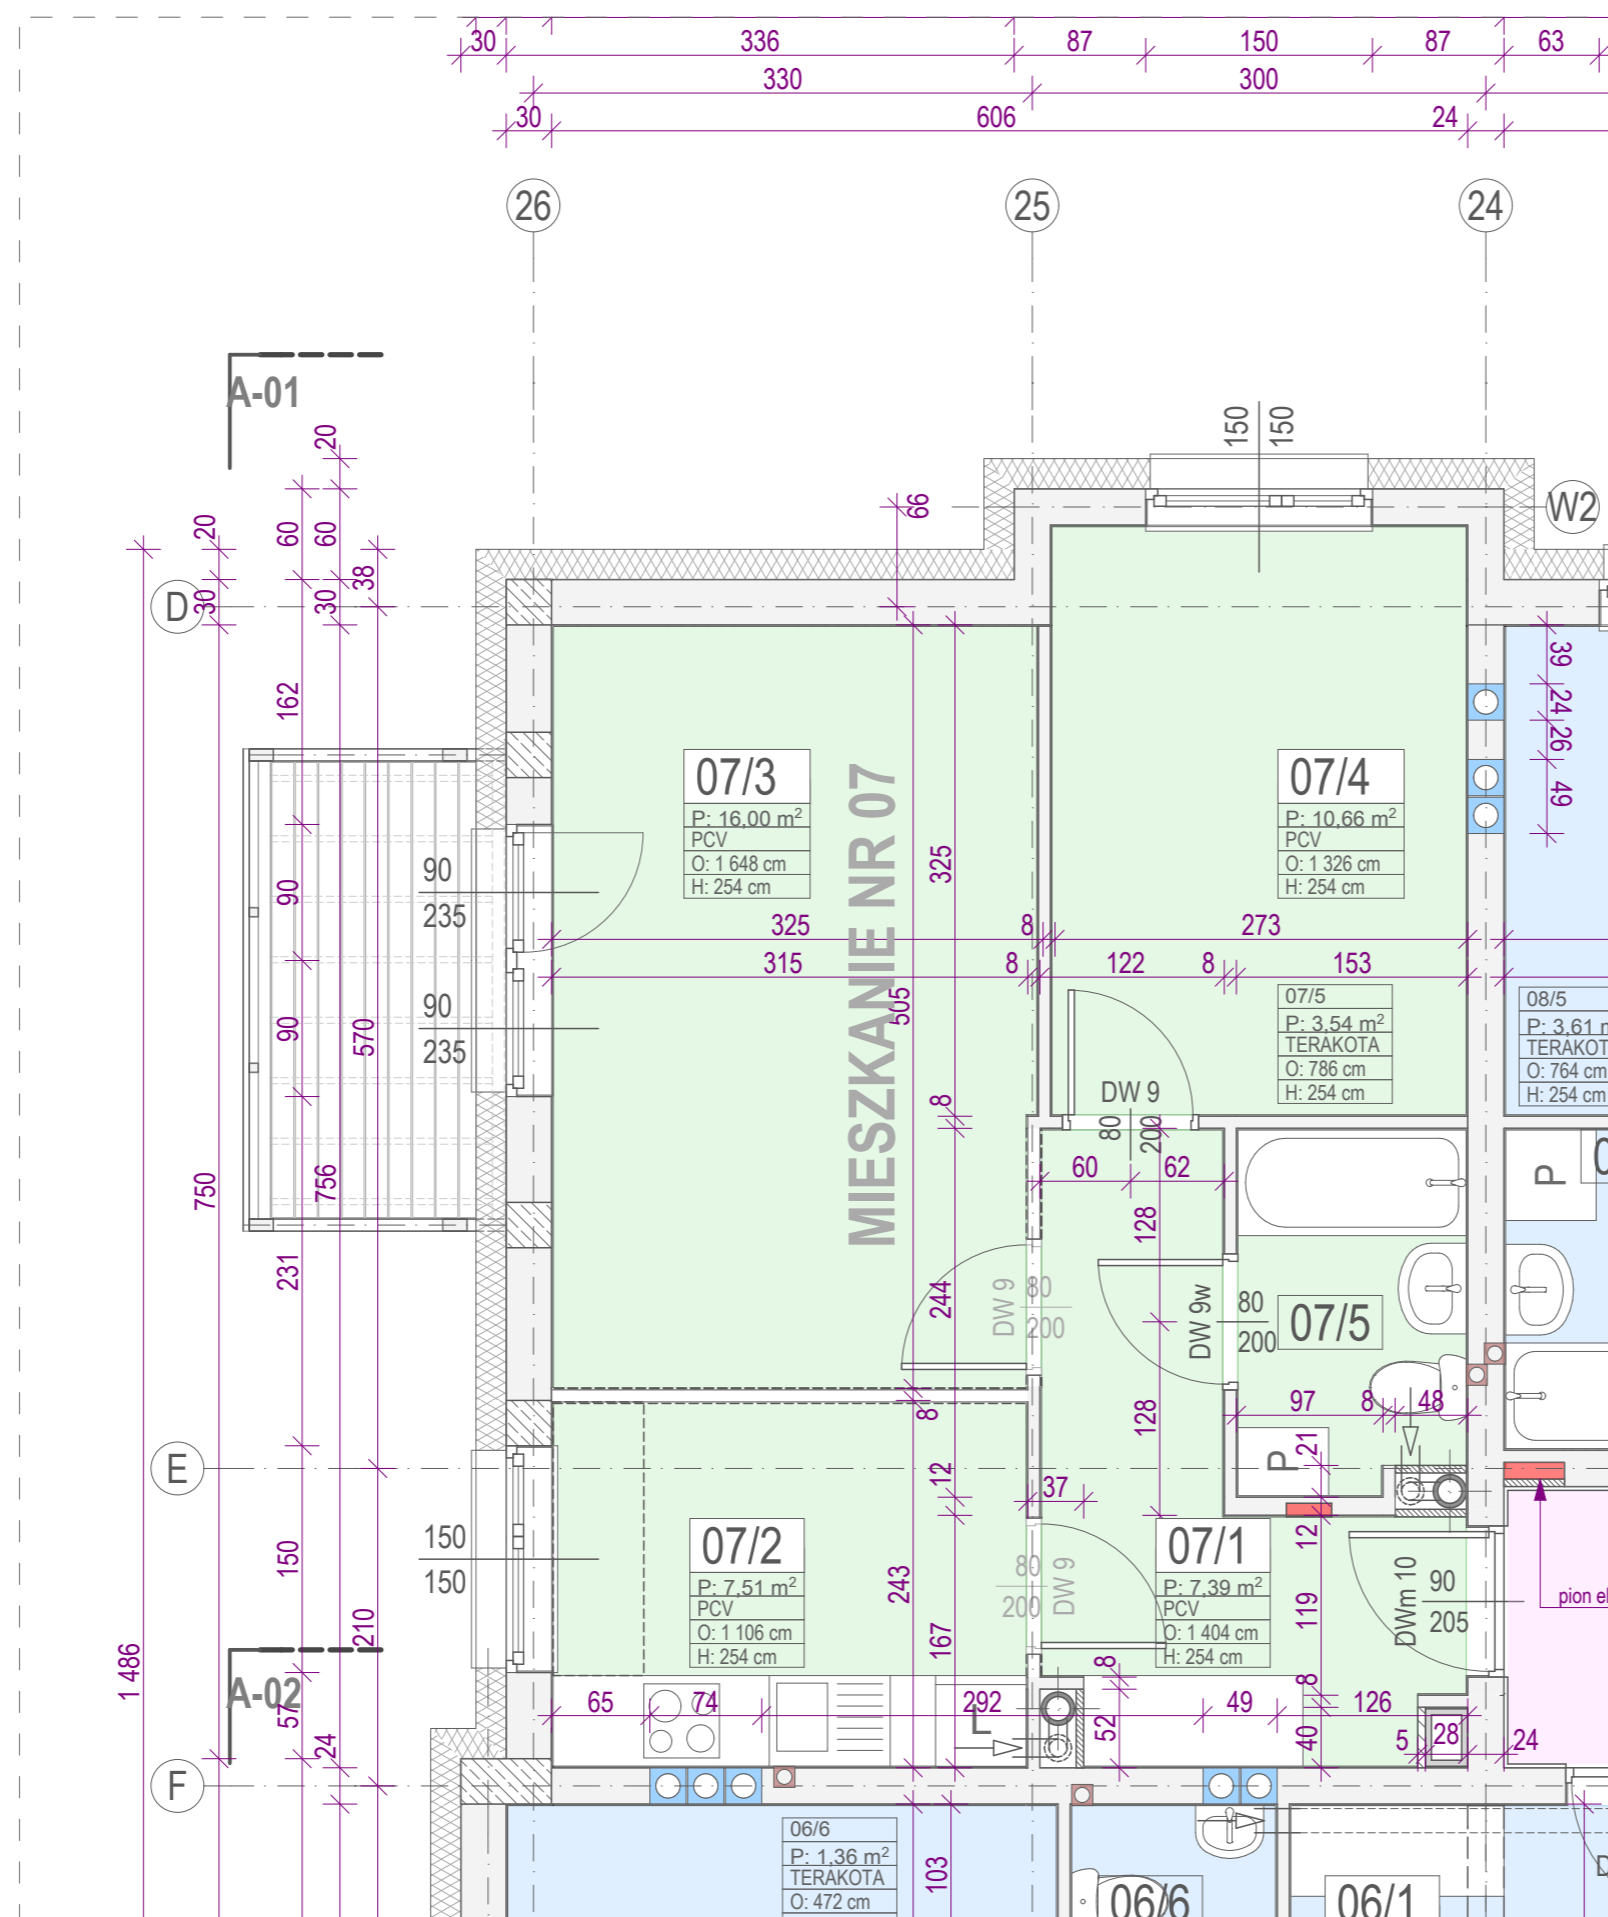 30 336 87 150 87 63
330 300
30 606 24
26 25 24
A-01
150 150
W2
20 66
20 60 60 38
D 30 30
162
39 24 26 49
07/3
P: 16,00 m²
PCV
O: 1 648 cm
H: 254 cm
MIESZKANIE NR 07
07/4
P: 10,66 m²
PCV
O: 1 326 cm
H: 254 cm
90
235
90
325
325 8 273
315 8 122 8 153
505
90
235
90
570
07/5
P: 3,54 m²
TERAKOTA
O: 786 cm
H: 254 cm
08/5
P: 3,61
TERAKOT
O: 764 cm
H: 254 cm
DW 9
80
200
8
60 62
750
756
128
P
231
244
DW 9
80
200
DW 9w
80
200
07/5
8
128
97 8 48
21
P
E
12
37
150
150
150
07/2
P: 7,51 m²
PCV
O: 1 106 cm
H: 254 cm
243
80
200
DW 9
07/1
P: 7,39 m²
PCV
O: 1 404 cm
H: 254 cm
12
119
DWm 10
90
205
pion el
210
1 486
A-02
57
24
167
65 74 292
L
8
52
49
8
126
40
5 28 24
F
06/6
P: 1,36 m²
TERAKOTA
O: 472 cm
103
06/6
06/1